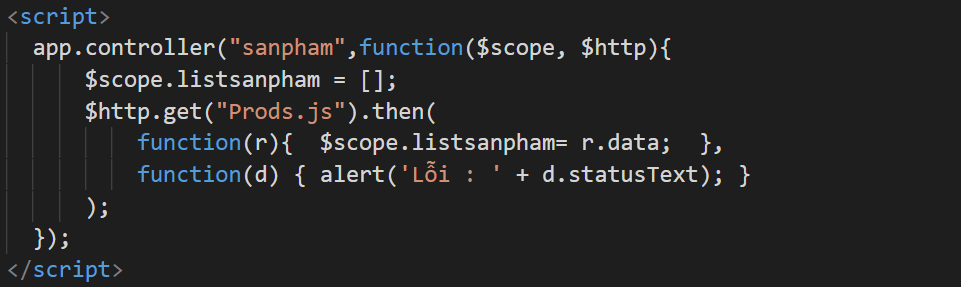 <script>
app.controller("sanpham",function($scope, $http){
$scope.listsanpham = [];
$http.get("Prods.js").then(
function(r){  $scope.listsanpham= r.data;  },
function(d) { alert('Lỗi : ' + d.statusText); }
);
});
</script>